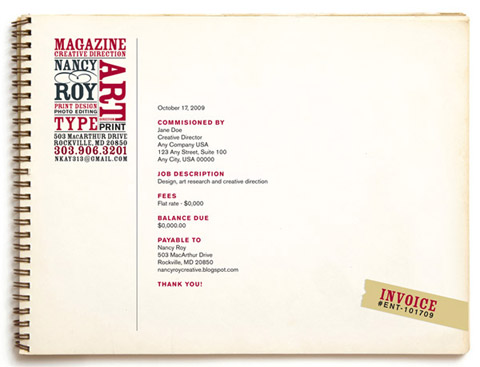 MAGAZINE
CREATIVE DIRECTION
NANCY
ROY
ART
PRINT DESIGN
PHOTO EDITING
TYPE
DIRECTION
PRINT
503 MACARTHUR DRIVE
ROCKVILLE, MD 20850
303.906.3201
NKAY313@GMAIL.COM
October 17, 2009
COMMISIONED BY
Jane Doe
Creative Director
Any Company USA
123 Any Street, Suite 100
Any City, USA 00000
JOB DESCRIPTION
Design, art research and creative direction
FEES
Flat rate - $0,000
BALANCE DUE
$0,000.00
PAYABLE TO
Nancy Roy
503 MacArthur Drive
Rockville, MD 20850
nancyroycreative.blogspot.com
THANK YOU!
INVOICE
#ENT-101709